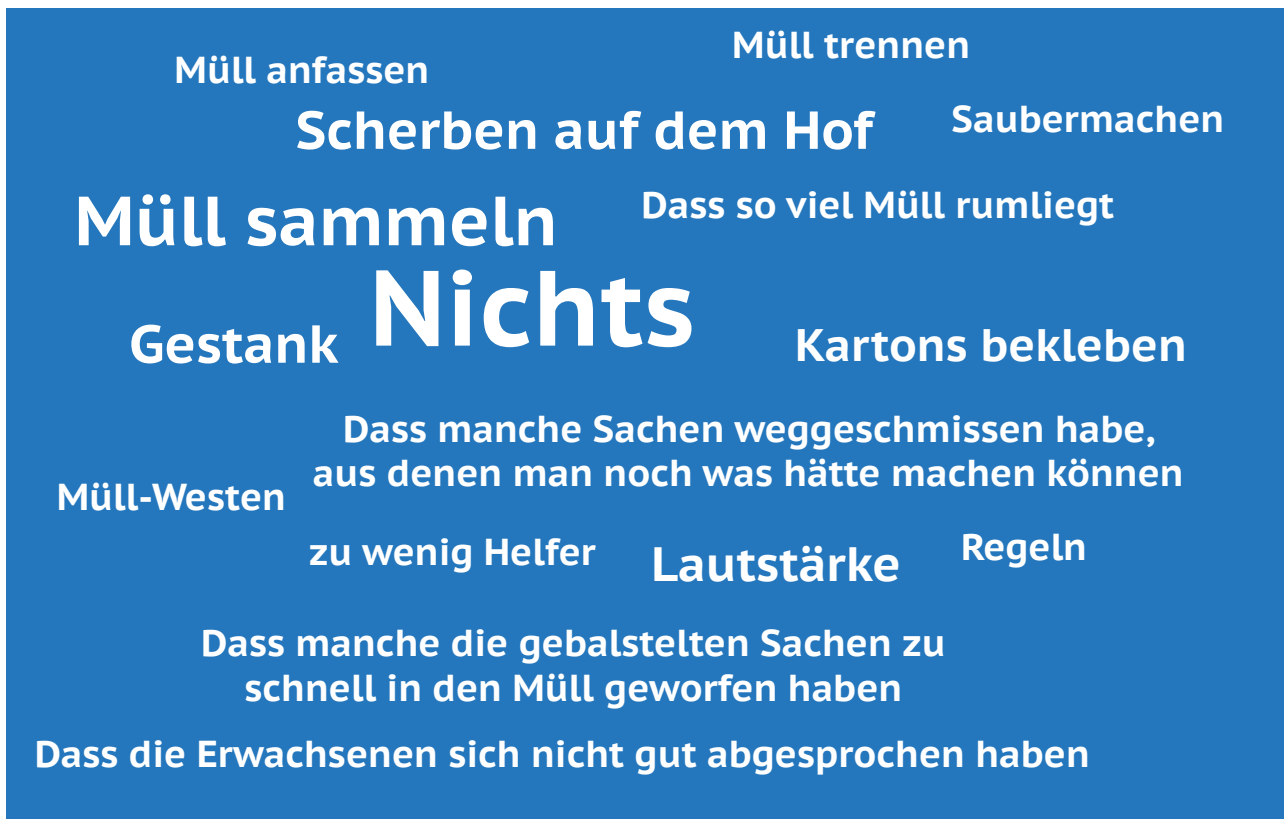 Müll trennen
Müll anfassen
Scherben auf dem Hof
Saubermachen
Müll sammeln
Dass so viel Müll rumliegt
Nichts
Gestank
Kartons bekleben
Dass manche Sachen weggeschmissen habe,
aus denen man noch was hätte machen können
Müll-Westen
zu wenig Helfer
Lautstärke
Regeln
Dass manche die gebalstelten Sachen zu
schnell in den Müll geworfen haben
Dass die Erwachsenen sich nicht gut abgesprochen haben